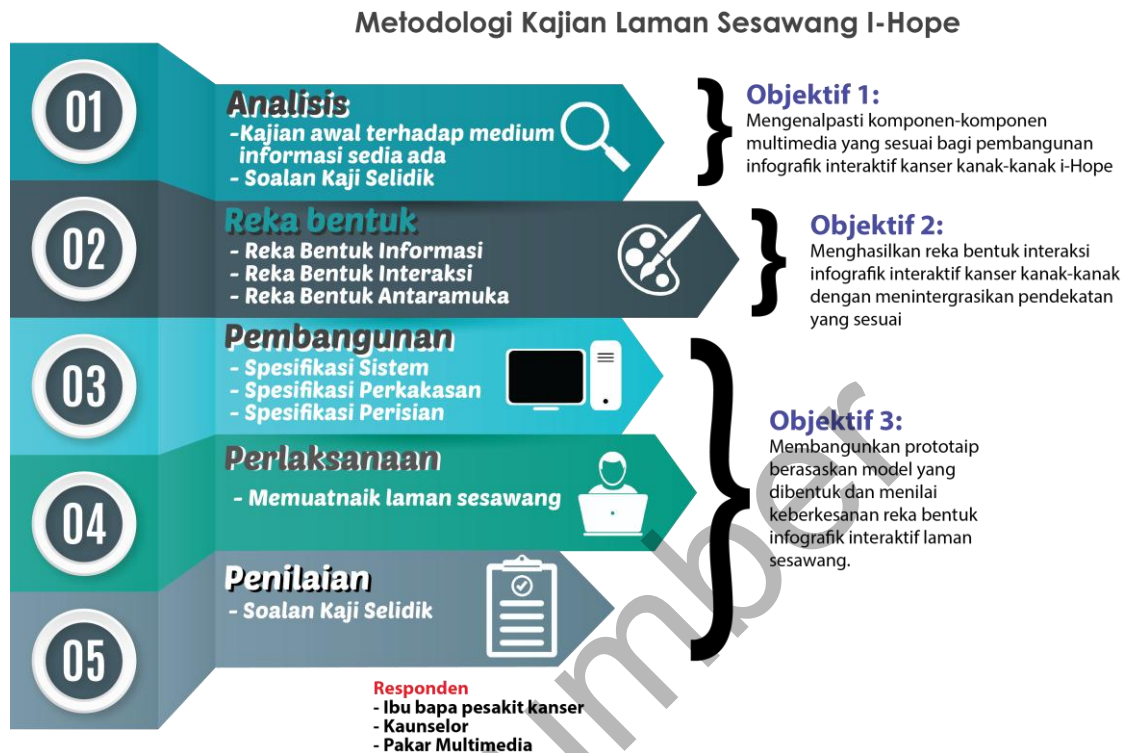 Metodologi Kajian Laman Sesawang I-Hope
01
Analisis
-Kajian awal terhadap medium
informasi sedia ada
- Soalan Kaji Selidik
Objektif 1:
Mengenalpasti komponen-komponen
multimedia yang sesuai bagi pembangunan
infografik interaktif kanser kanak-kanak i-Hope
02
Reka bentuk
- Reka Bentuk Informasi
- Reka Bentuk Interaksi
- Reka Bentuk Antaramuka
Objektif 2:
Menghasilkan reka bentuk interaksi
infografik interaktif kanser kanak-kanak
dengan menintergrasikan pendekatan
yang sesuai
03
Pembangunan
- Spesifikasi Sistem
- Spesifikasi Perkakasan
- Spesifikasi Perisian
04
Perlaksanaan
- Memuatnaik laman sesawang
05
Penilaian
- Soalan Kaji Selidik
Objektif 3:
Membangunkan prototaip
berasaskan model yang
dibentuk dan menilai
keberkesanan reka bentuk
infografik interaktif laman
sesawang.
Responden
- Ibu bapa pesakit kanser
- Kaunselor
- Pakar Multimedia